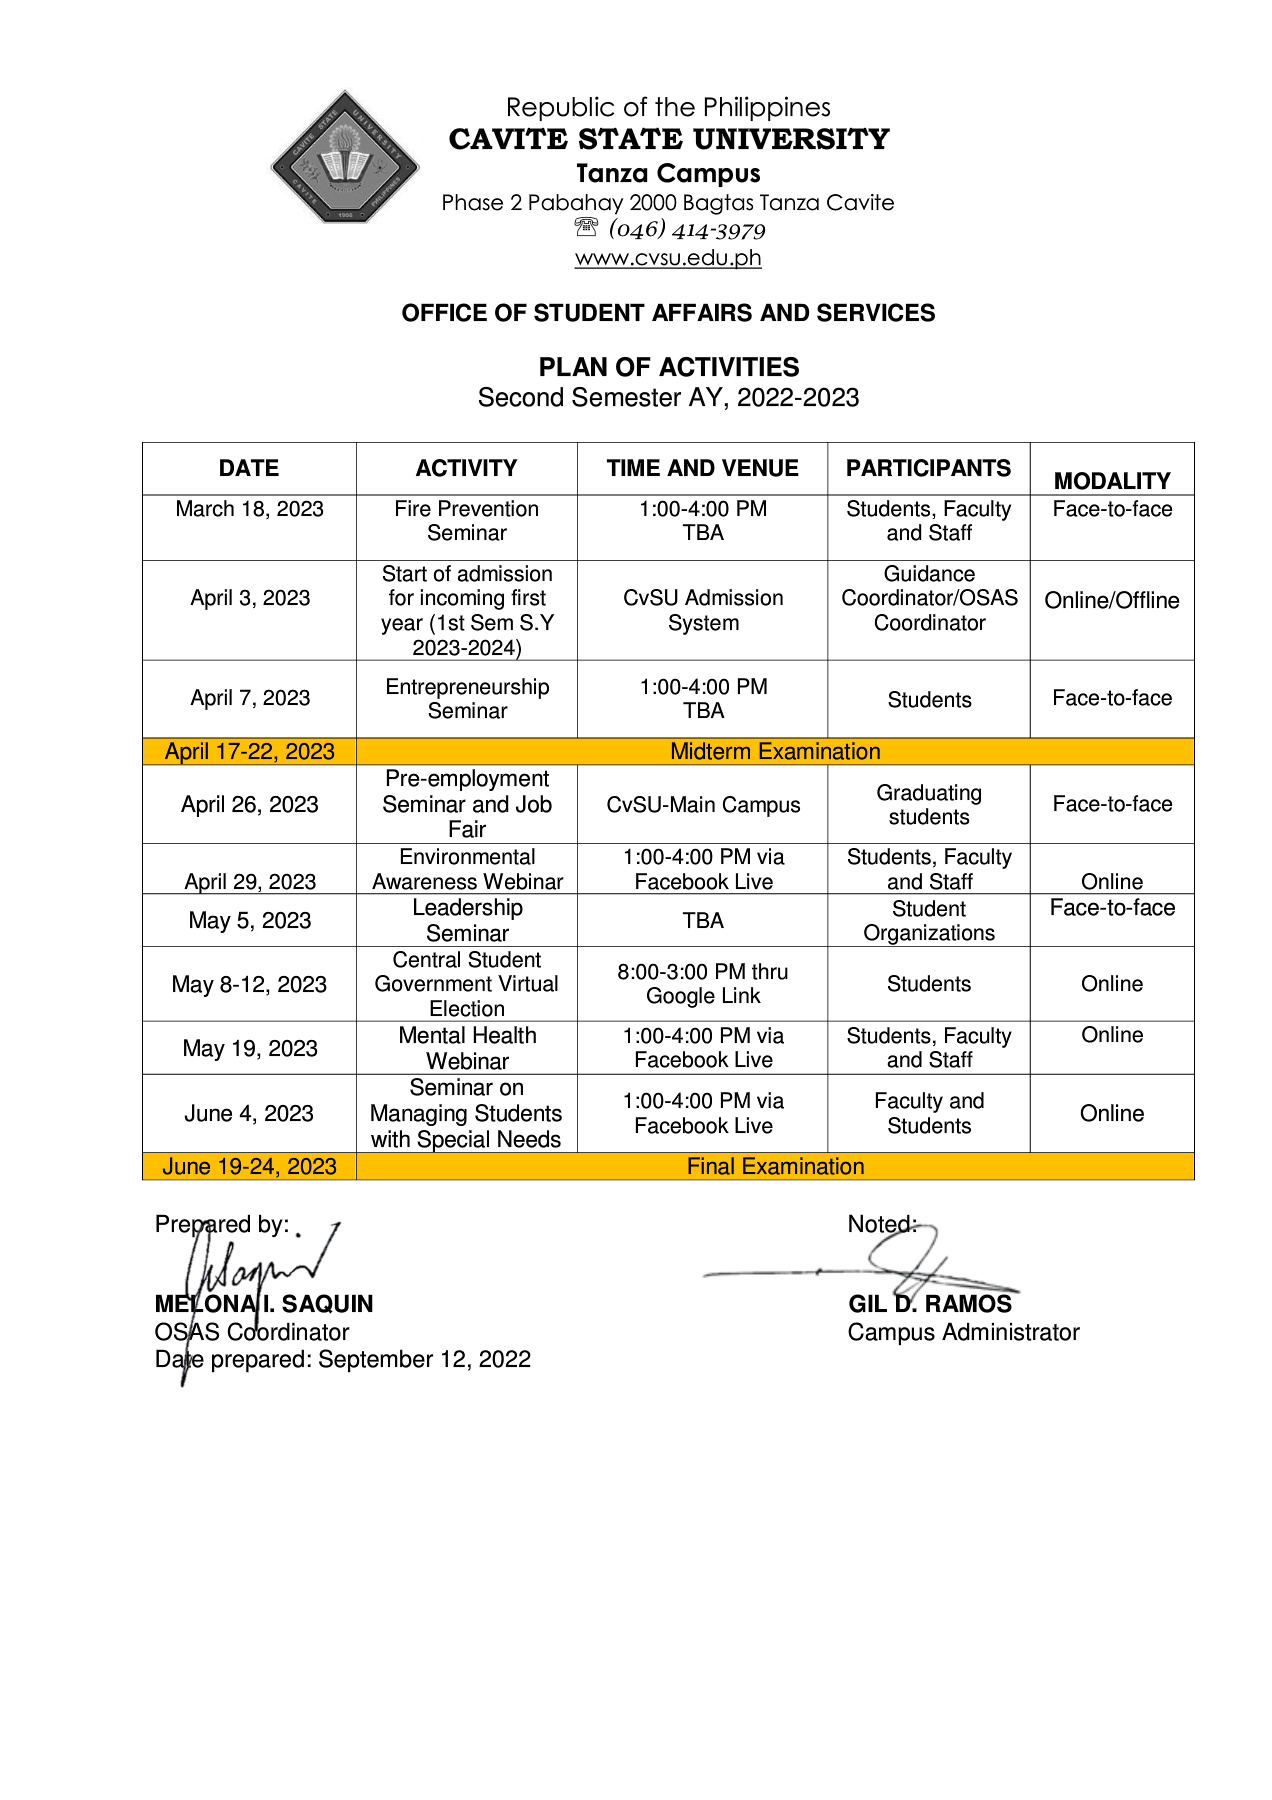 Republic of the Philippines
CAVITE STATE UNIVERSITY
Tanza Campus
Phase 2 Pabahay 2000 Bagtas Tanza Cavite
☏ (046) 414-3979
www.cvsu.edu.ph
CAVITE STATE UNIVERSITY
CAVITE
PHILIPPINES
1906
OFFICE OF STUDENT AFFAIRS AND SERVICES
PLAN OF ACTIVITIES
Second Semester AY, 2022-2023
DATE ACTIVITY TIME AND VENUE PARTICIPANTS MODALITY
March 18, 2023 Fire Prevention 1:00-4:00 PM Students, Faculty Face-to-face
Seminar TBA and Staff
Start of admission Guidance
April 3, 2023 for incoming first CvSU Admission Coordinator/OSAS Online/Offline
year (1st Sem S.Y System Coordinator
2023-2024)
April 7, 2023 Entrepreneurship 1:00-4:00 PM Students Face-to-face
Seminar TBA
April 17-22, 2023 Midterm Examination
Pre-employment Graduating
April 26, 2023 Seminar and Job CvSU-Main Campus students Face-to-face
Fair
Environmental 1:00-4:00 PM via Students, Faculty
April 29, 2023 Awareness Webinar Facebook Live and Staff Online
May 5, 2023 Leadership TBA Student Face-to-face
Seminar Organizations
Central Student 8:00-3:00 PM thru
May 8-12, 2023 Government Virtual Google Link Students Online
Election
May 19, 2023 Mental Health 1:00-4:00 PM via Students, Faculty Online
Webinar Facebook Live and Staff
Seminar on 1:00-4:00 PM via Faculty and
June 4, 2023 Managing Students Facebook Live Students Online
with Special Needs
June 19-24, 2023 Final Examination
Prepared by: Noted:
MELONA I. SAQUIN GIL D. RAMOS
OSAS Coordinator Campus Administrator
Date prepared: September 12, 2022